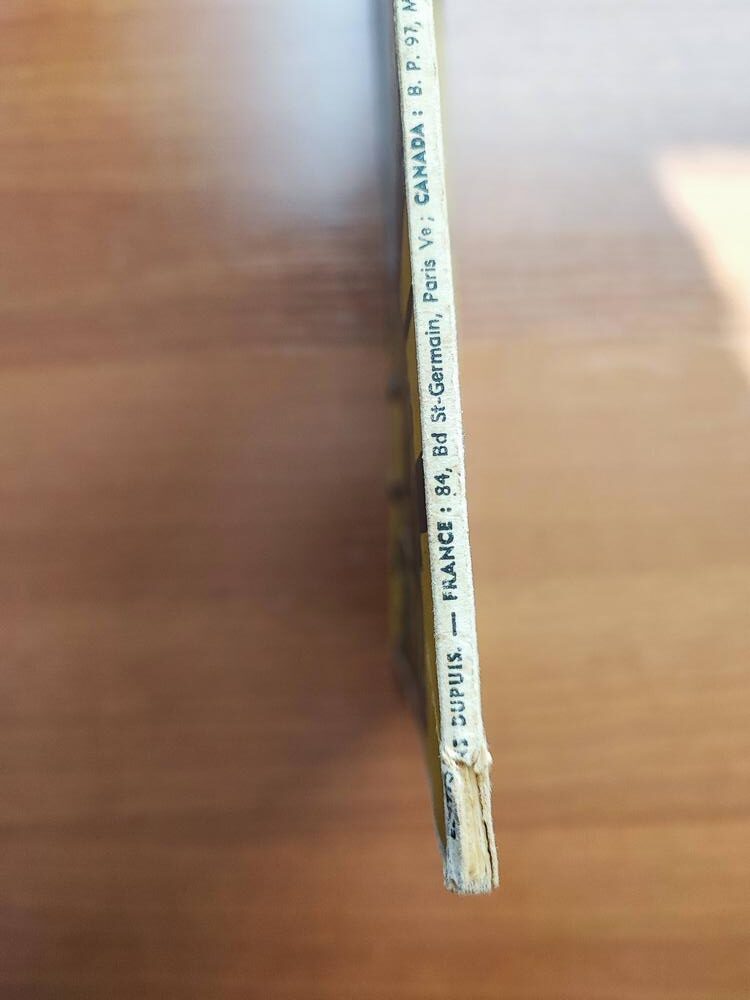 DUPUIS. — FRANCE : 84, Bd St-Germain, Paris Ve ; CANADA : B. P. 97, M